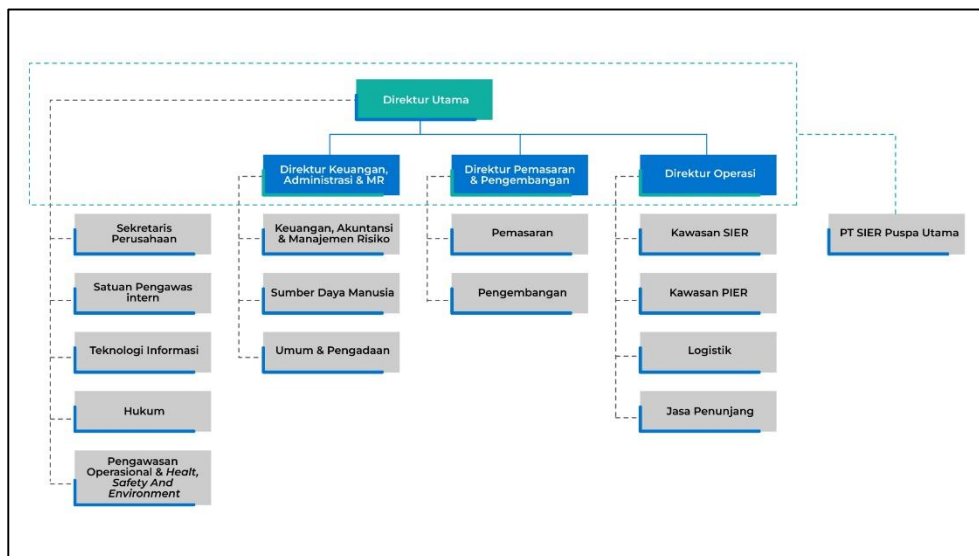 Direktur Utama
Direktur Keuangan,
Administrasi & MR
Direktur Pemasaran
& Pengembangan
Direktur Operasi
Sekretaris
Perusahaan
Keuangan, Akuntansi
& Manajemen Risiko
Pemasaran
Kawasan SIER
PT SIER Puspa Utama
Satuan Pengawas
intern
Sumber Daya Manusia
Pengembangan
Kawasan PIER
Teknologi Informasi
Umum & Pengadaan
Logistik
Hukum
Jasa Penunjang
Pengawasan
Operasional & Healt,
Safety And
Environment